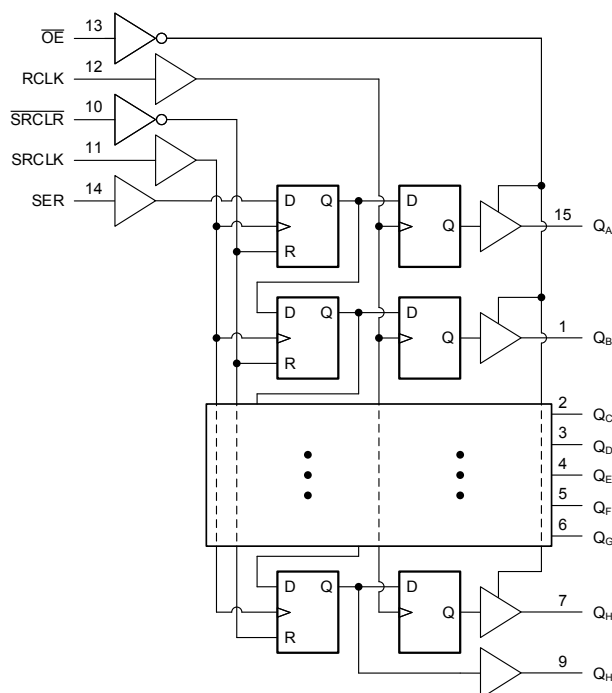 OE 13
RCLK 12
SRCLR 10
SRCLK 11
SER 14
D Q D
Q 15 QA
R
D Q D
Q 1 QB
R
2 QC
3 QD
4 QE
5 QF
6 QG
D Q D
Q 7 QH
R
9 QH